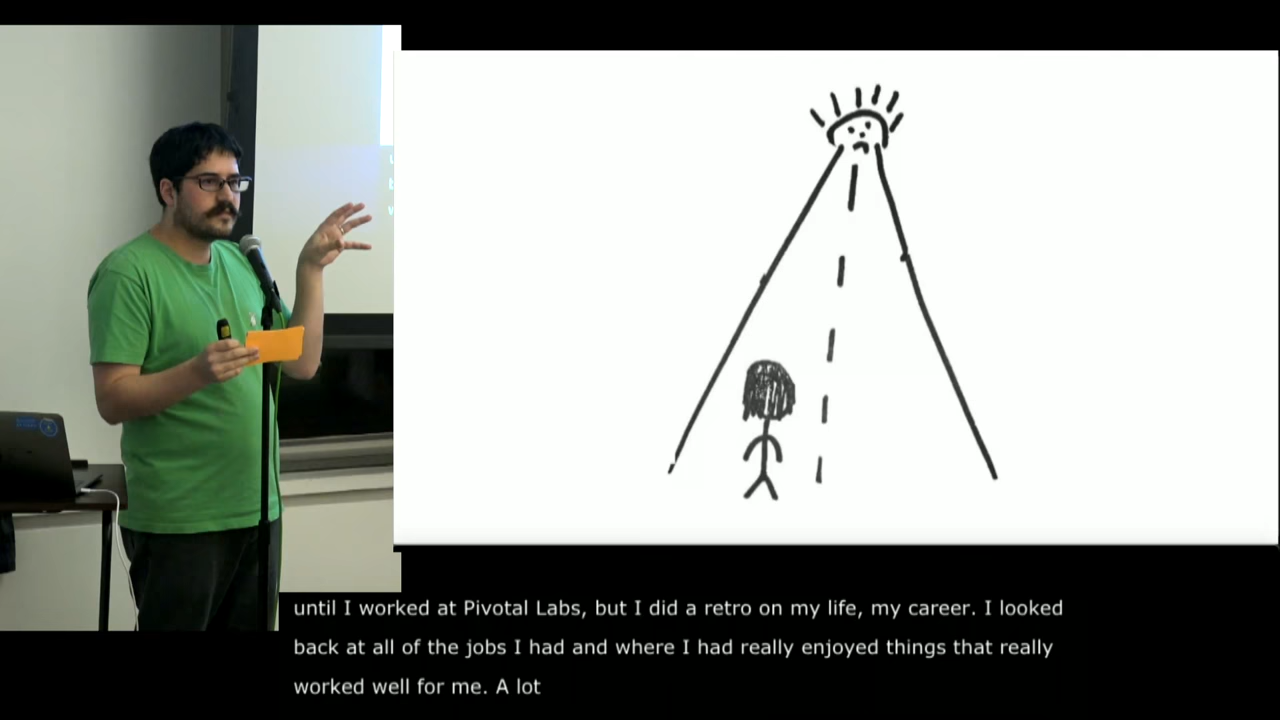 until I worked at Pivotal Labs, but I did a retro on my life, my career. I looked
back at all of the jobs I had and where I had really enjoyed things that really
worked well for me. A lot